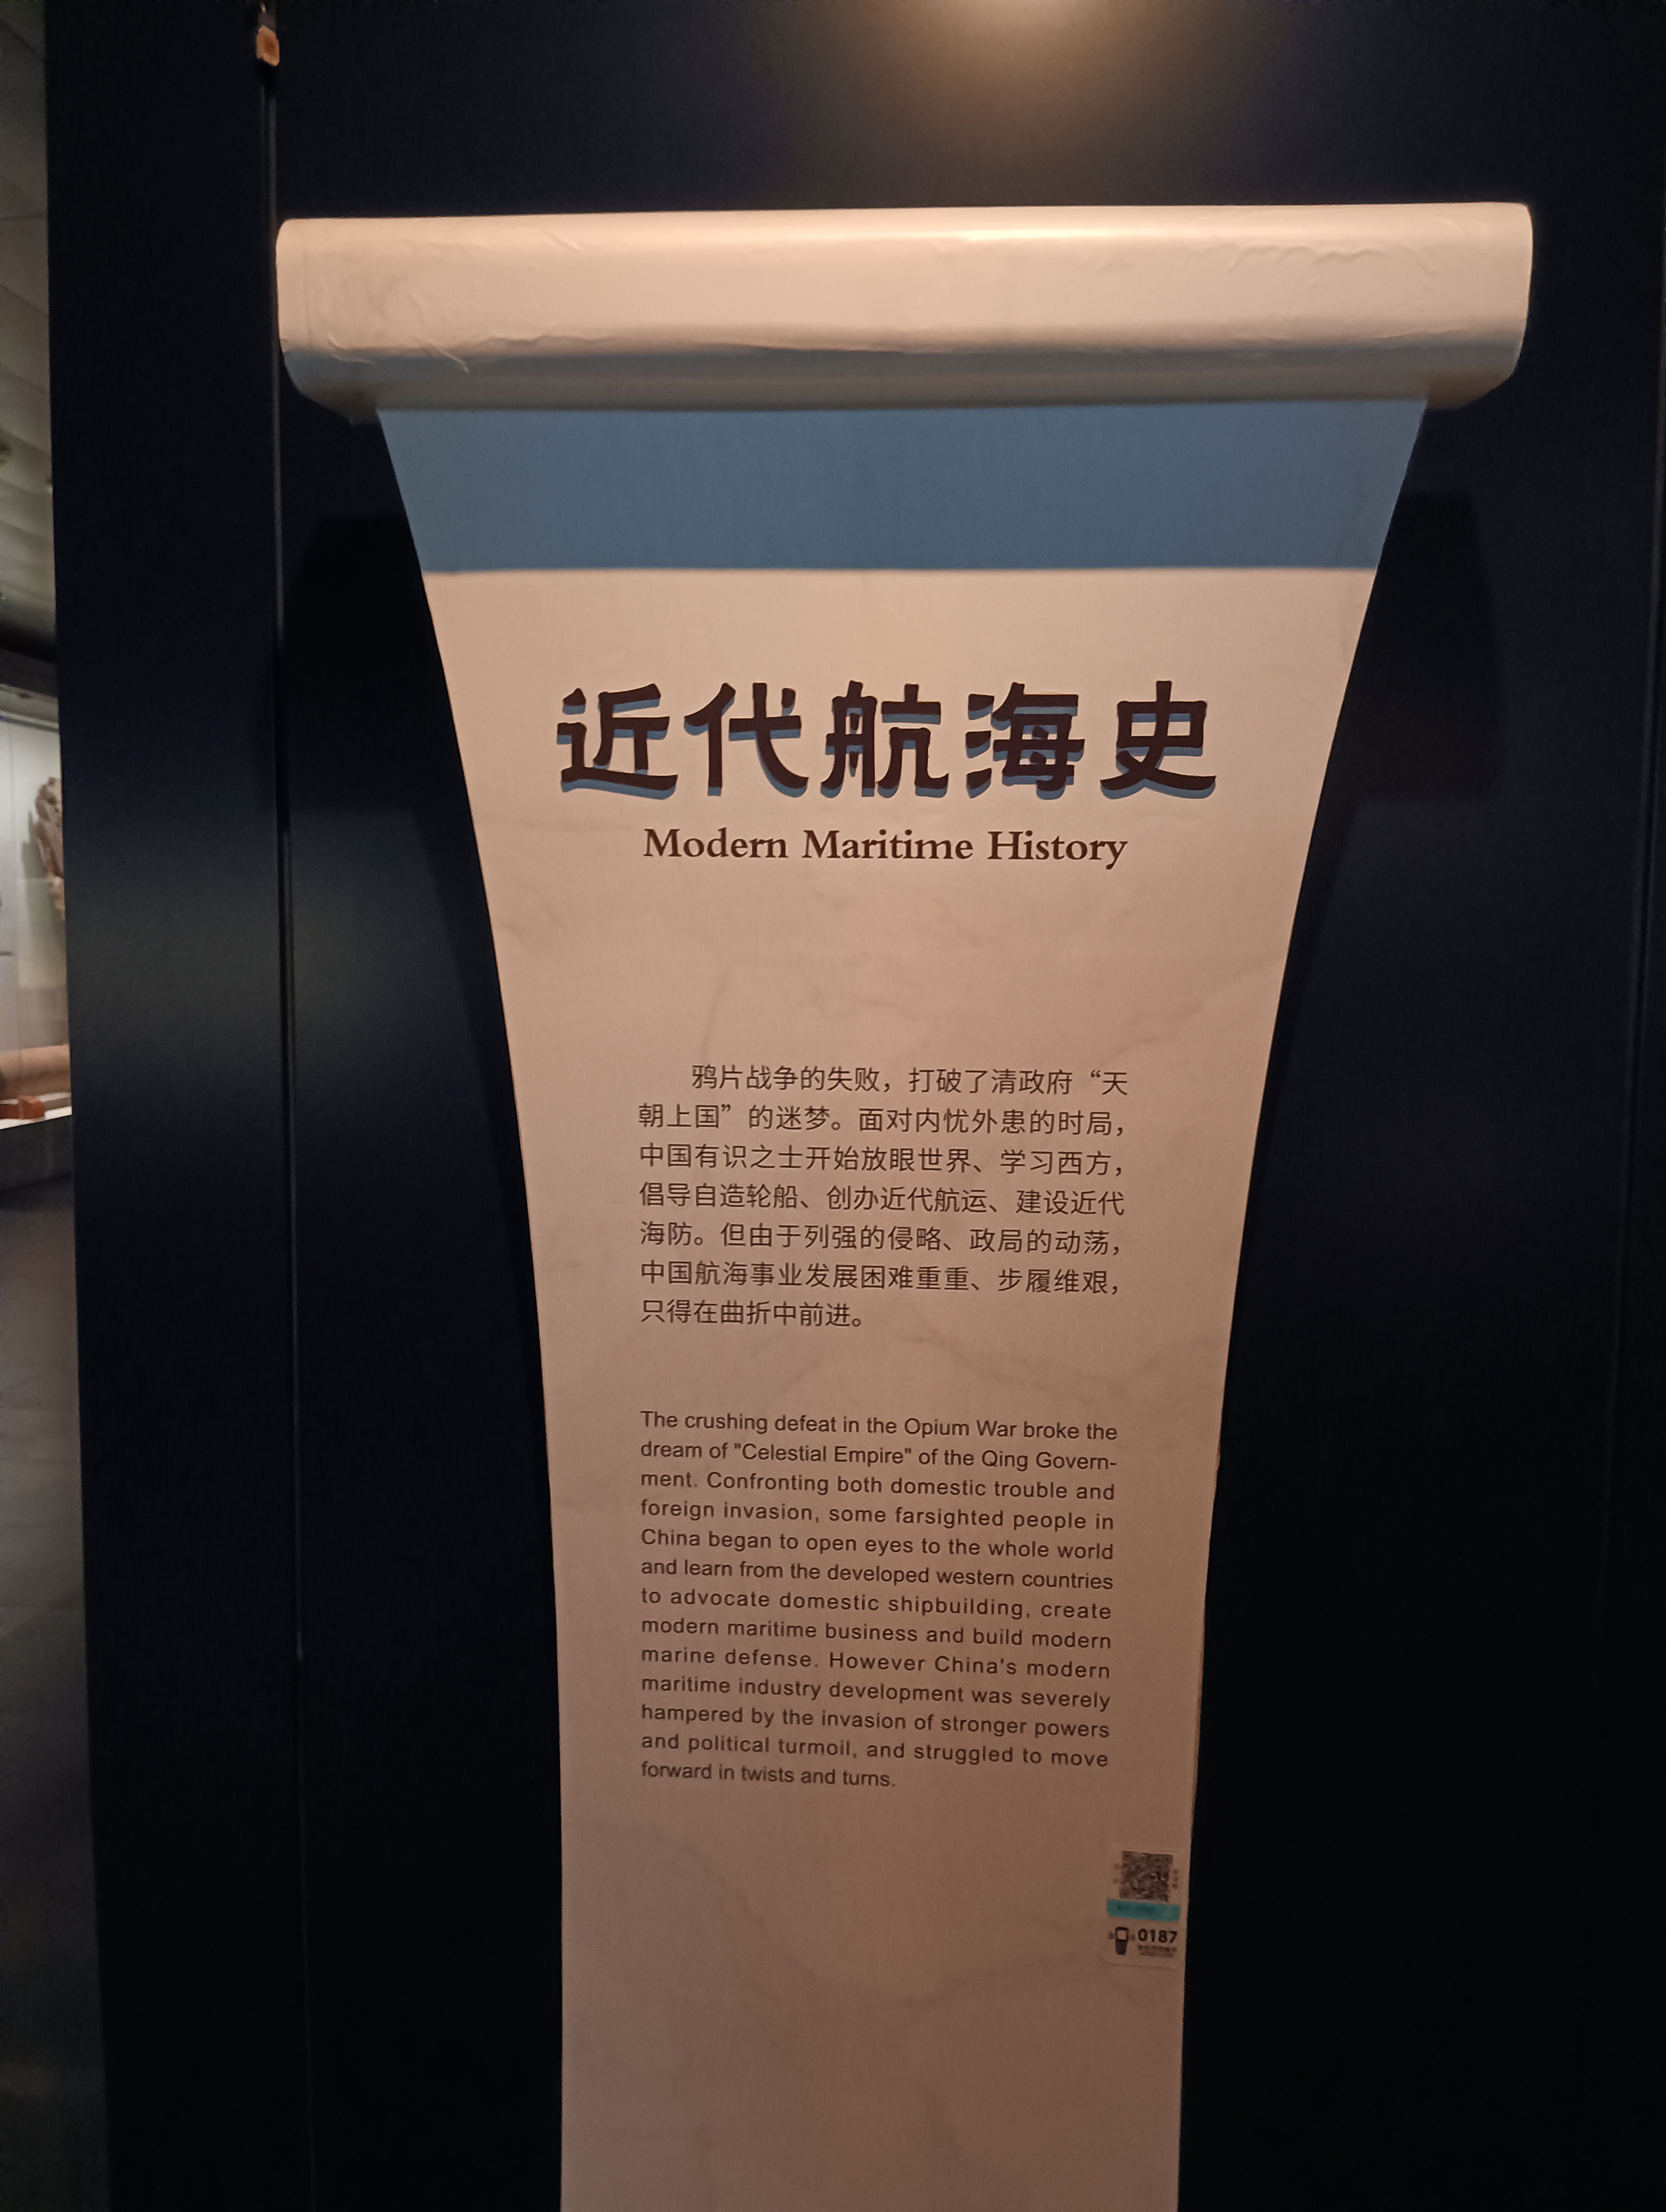 近代航海史
Modern Maritime History
鸦片战争的失败，打破了清政府“天
朝上国”的迷梦。面对内忧外患的时局，
中国有识之士开始放眼世界、学习西方，
倡导自造轮船、创办近代航运、建设近代
海防。但由于列强的侵略、政局的动荡，
中国航海事业发展困难重重、步履维艰，
只得在曲折中前进。
The crushing defeat in the Opium War broke the
dream of "Celestial Empire" of the Qing Govern-
ment. Confronting both domestic trouble and
foreign invasion, some farsighted people in
China began to open eyes to the whole world
and learn from the developed western countries
to advocate domestic shipbuilding, create
modern maritime business and build modern
marine defense. However China's modern
maritime industry development was severely
hampered by the invasion of stronger powers
and political turmoil, and struggled to move
forward in twists and turns.
0187